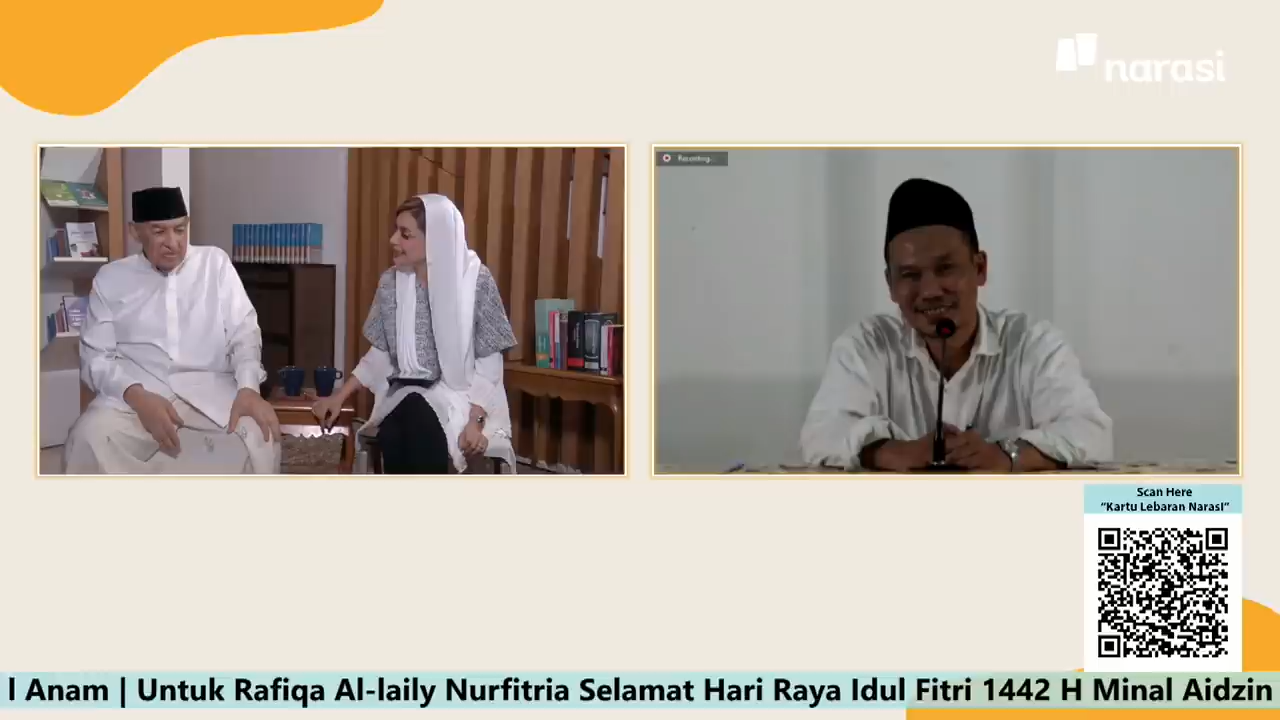 narasi
Recording...
Scan Here
“Kartu Lebaran Narasi”
l Anam | Untuk Rafiqa Al-laily Nurfitria Selamat Hari Raya Idul Fitri 1442 H Minal Aidzin